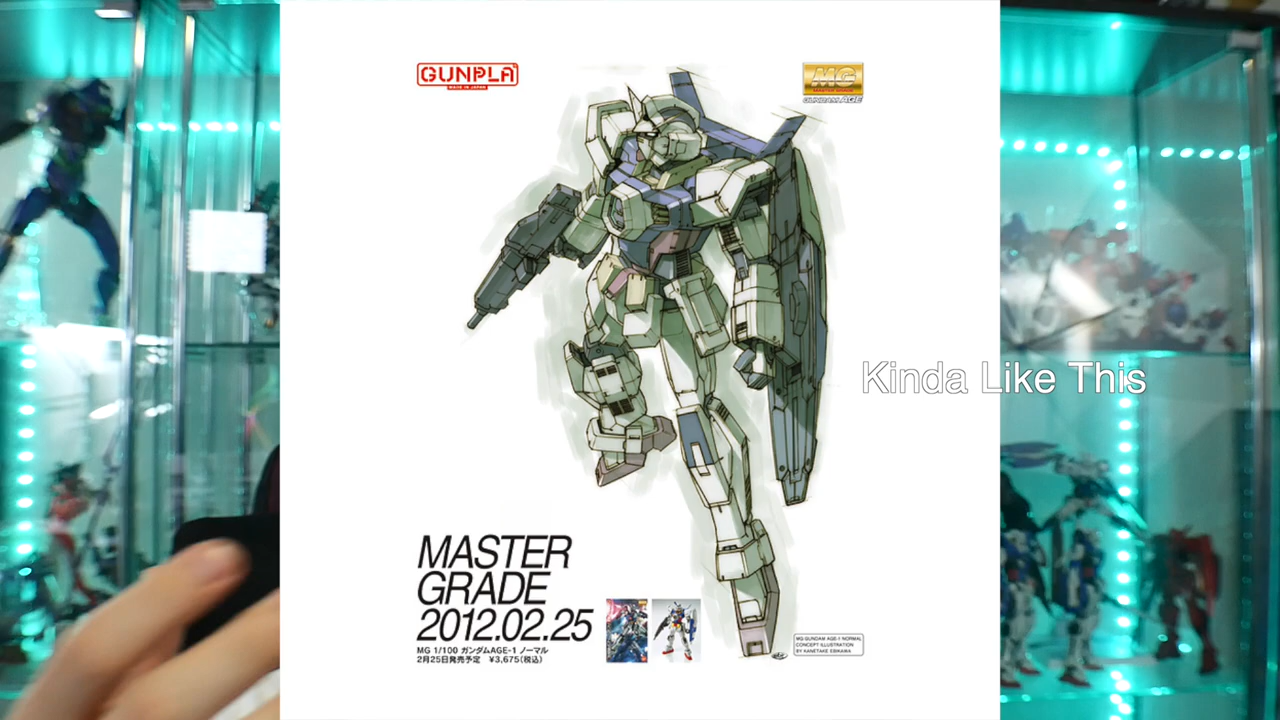 GUNPLA
MADE IN JAPAN
MG
MASTER GRADE
GUNDAM AGE
Kinda Like This
MASTER
GRADE
2012.02.25
MG 1/100 ガンダムAGE-1 ノーマル
2月25日発売予定 ¥3,675(税込)
MG GUNDAM AGE-1 NORMAL
CONCEPT ILLUSTRATION
BY KANETAKE EBIKAWA